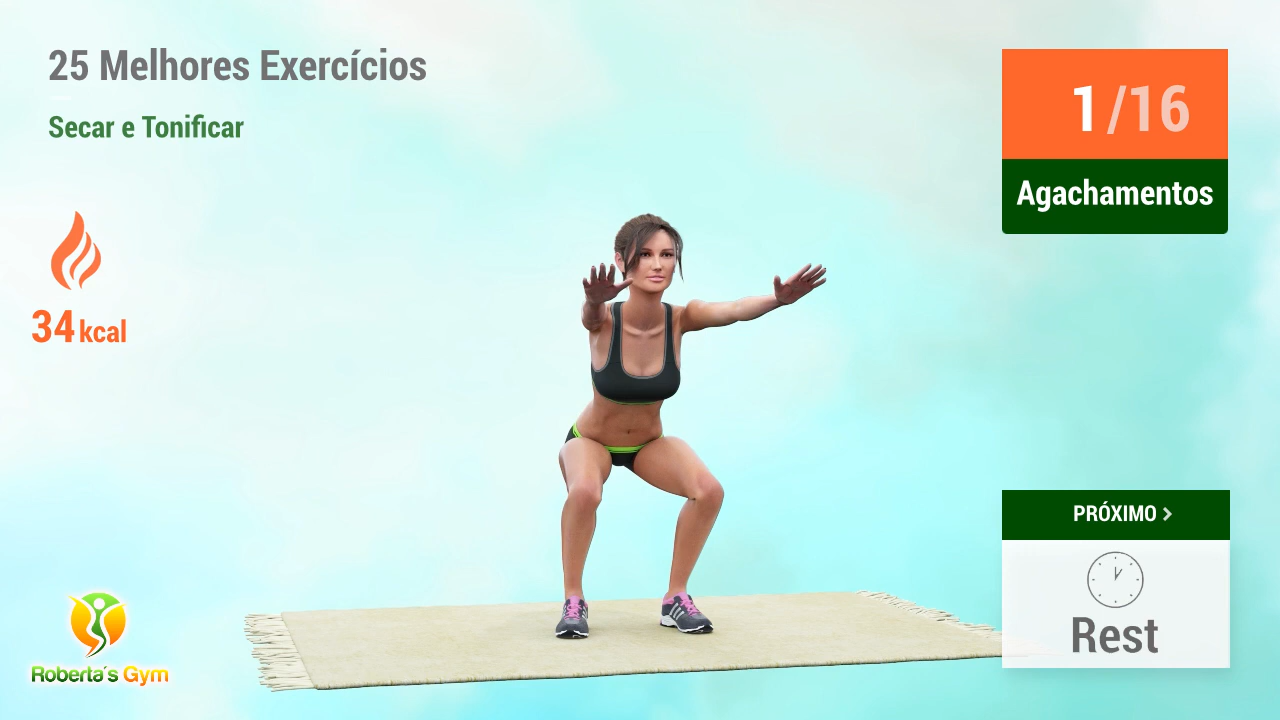 25 Melhores Exercícios
Secar e Tonificar
34 kcal
1/16
Agachamentos
PRÓXIMO >
Rest
Roberta´s Gym